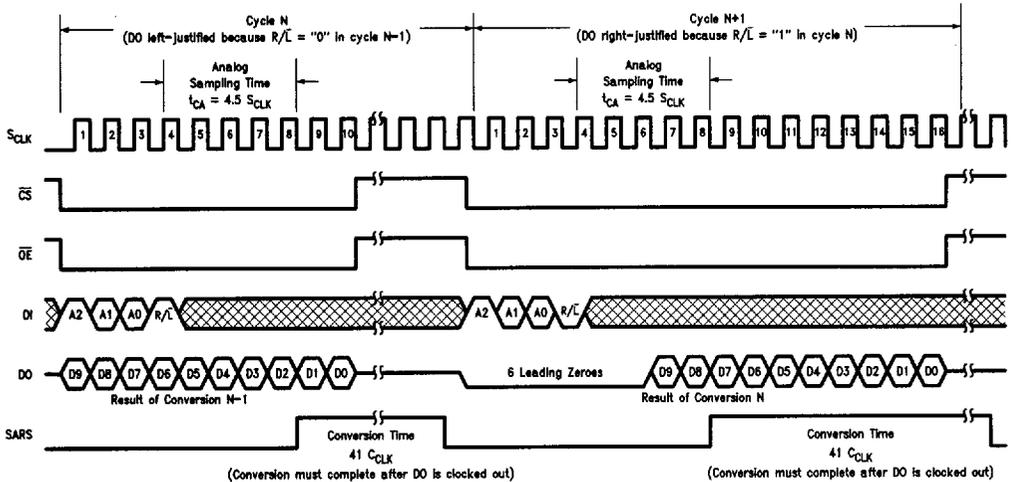 Cycle N
(DO left-justified because R/L̅ = "0" in cycle N-1)
Cycle N+1
(DO right-justified because R/L̅ = "1" in cycle N)
Analog
Sampling Time
tCA = 4.5 SCLK
Analog
Sampling Time
tCA = 4.5 SCLK
SCLK 1 2 3 4 5 6 7 8 9 10 1 2 3 4 5 6 7 8 9 10 11 12 13 14 15 16
C̅S̅
O̅E̅
DI A2 A1 A0 R/L̅ A2 A1 A0 R/L̅
DO D9 D8 D7 D6 D5 D4 D3 D2 D1 D0 6 Leading Zeroes D9 D8 D7 D6 D5 D4 D3 D2 D1 D0
Result of Conversion N-1
Result of Conversion N
SARS
Conversion Time
41 CCLK
(Conversion must complete after DO is clocked out)
Conversion Time
41 CCLK
(Conversion must complete after DO is clocked out)